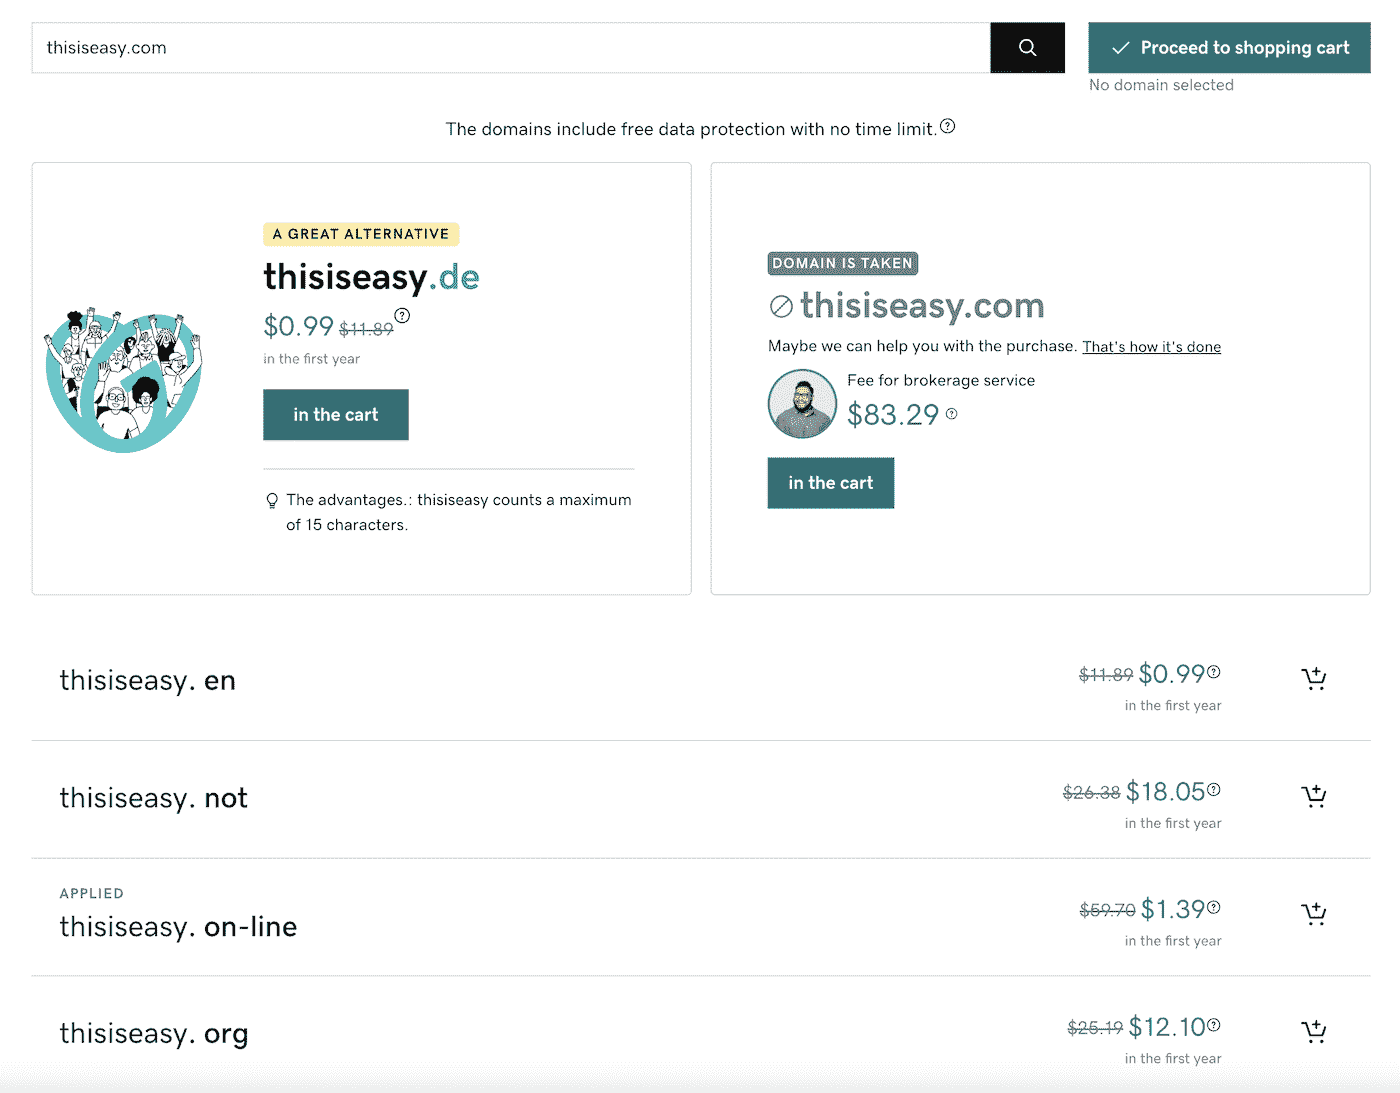 thisiseasy.com
Proceed to shopping cart
No domain selected
The domains include free data protection with no time limit.
A GREAT ALTERNATIVE
thisiseasy.de
$0.99 $11.89
in the first year
in the cart
The advantages.: thisiseasy counts a maximum
of 15 characters.
DOMAIN IS TAKEN
thisiseasy.com
Maybe we can help you with the purchase. That's how it's done
Fee for brokerage service
$83.29
in the cart
thisiseasy. en
$11.89 $0.99
in the first year
thisiseasy. not
$26.38 $18.05
in the first year
APPLIED
thisiseasy. on-line
$59.70 $1.39
in the first year
thisiseasy. org
$25.19 $12.10
in the first year